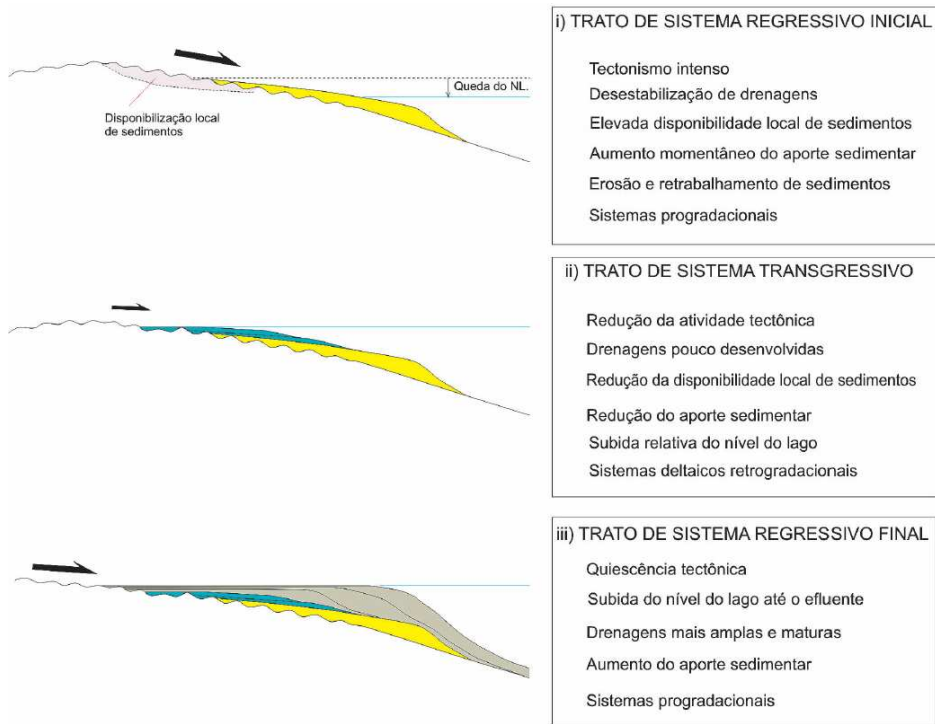 i) TRATO DE SISTEMA REGRESSIVO INICIAL
Queda do NL.
Disponibilização local
de sedimentos
Tectonismo intenso
Desestabilização de drenagens
Elevada disponibilidade local de sedimentos
Aumento momentâneo do aporte sedimentar
Erosão e retrabalhamento de sedimentos
Sistemas progradacionais
ii) TRATO DE SISTEMA TRANSGRESSIVO
Redução da atividade tectônica
Drenagens pouco desenvolvidas
Redução da disponibilidade local de sedimentos
Redução do aporte sedimentar
Subida relativa do nível do lago
Sistemas deltaicos retrogradacionais
iii) TRATO DE SISTEMA REGRESSIVO FINAL
Quiescência tectônica
Subida do nível do lago até o efluente
Drenagens mais amplas e maturas
Aumento do aporte sedimentar
Sistemas progradacionais